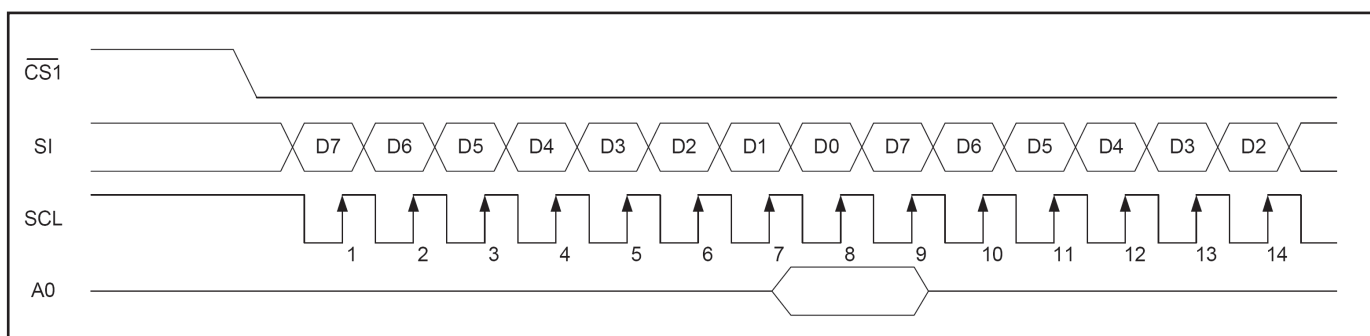 CS1
SI D7 D6 D5 D4 D3 D2 D1 D0 D7 D6 D5 D4 D3 D2
SCL
1 2 3 4 5 6 7 8 9 10 11 12 13 14
A0